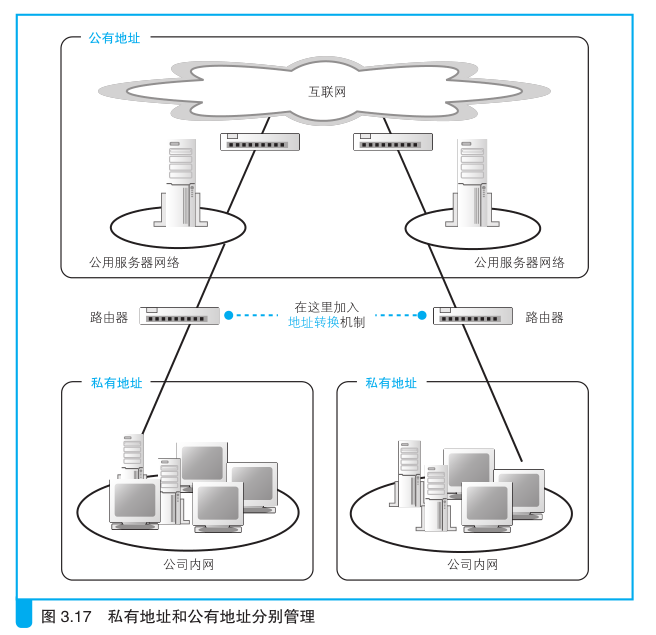 公有地址
互联网
公用服务器网络
公用服务器网络
路由器
在这里加入
地址转换机制
路由器
私有地址
私有地址
公司内网
公司内网
图 3.17 私有地址和公有地址分别管理